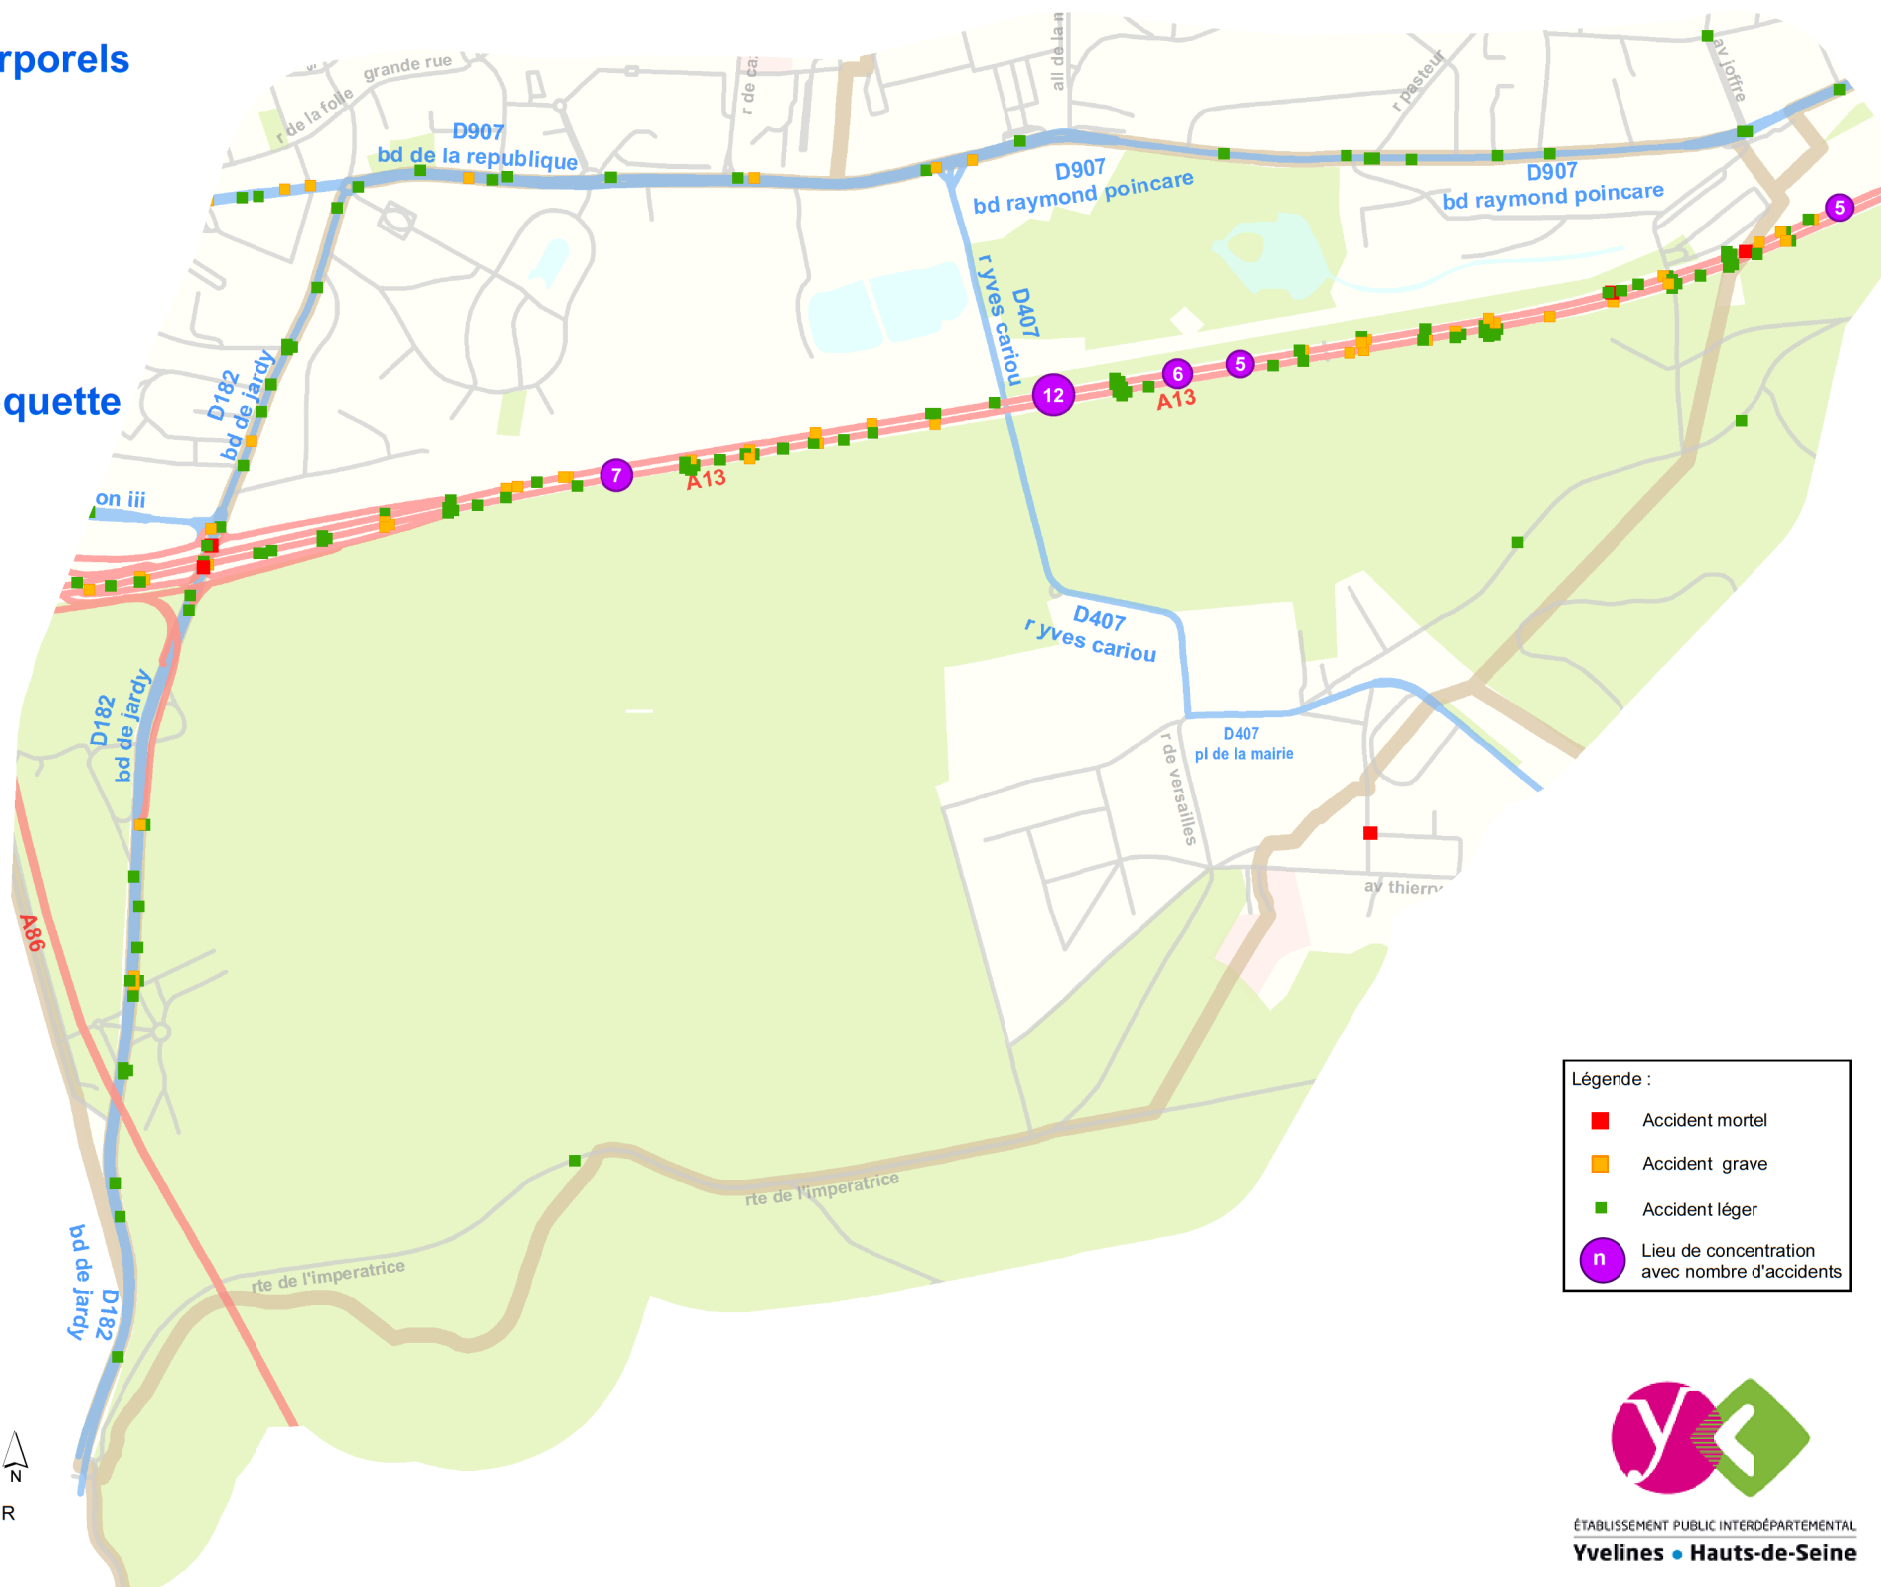 rporels
grande rue
r de la folie
r de ca
all de la n
r pasteur
av joffre
D907
bd de la republique
D907
bd raymond poincare
D907
bd raymond poincare
5
r yves cariou
D407
quette
D182
bd de jardy
12
6
5
A13
7
A13
on iii
D407
r yves cariou
D182
bd de jardy
D407
pl de la mairie
r de versailles
av thierry
A86
rte de l'imperatrice
rte de l'imperatrice
bd de jardy
D182
N
R
Légende :
Accident mortel
Accident grave
Accident léger
n
Lieu de concentration
avec nombre d'accidents
ÉTABLISSEMENT PUBLIC INTERDÉPARTEMENTAL
Yvelines • Hauts-de-Seine